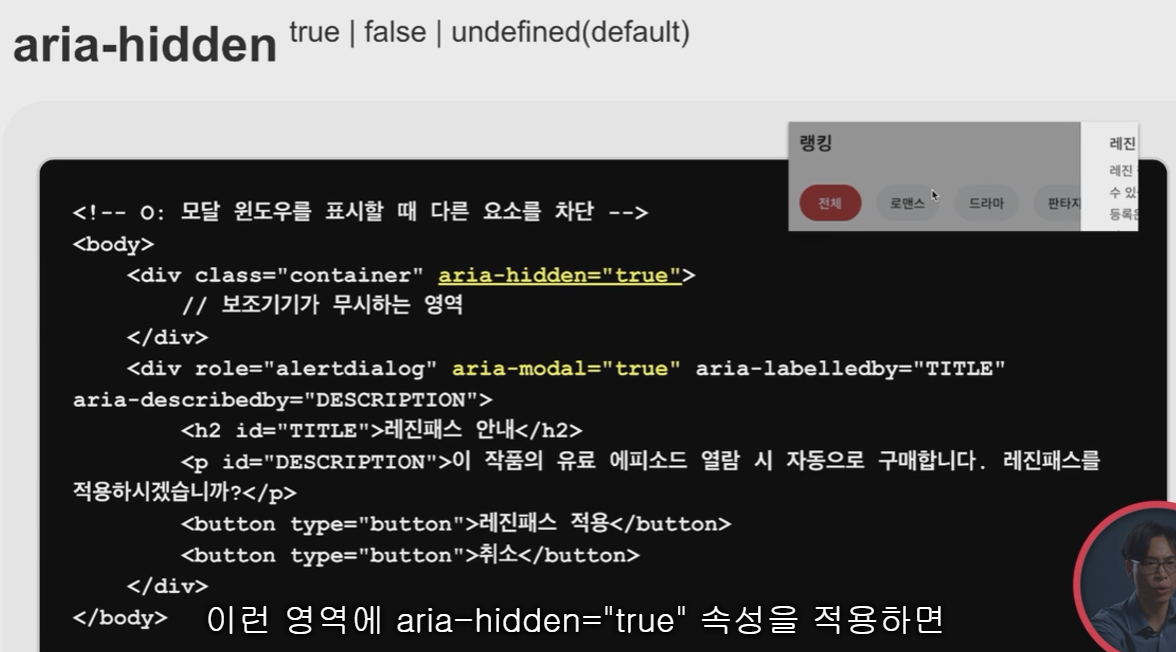 aria-hidden true | false | undefined(default)
랭킹
전체 로맨스 드라마 판타지
레진
레진
수 있
등록은
<!-- O: 모달 윈도우를 표시할 때 다른 요소를 차단 -->
<body>
<div class="container" aria-hidden="true">
// 보조기기가 무시하는 영역
</div>
<div role="alertdialog" aria-modal="true" aria-labelledby="TITLE"
aria-describedby="DESCRIPTION">
<h2 id="TITLE">레진패스 안내</h2>
<p id="DESCRIPTION">이 작품의 유료 에피소드 열람 시 자동으로 구매합니다. 레진패스를
적용하시겠습니까?</p>
<button type="button">레진패스 적용</button>
<button type="button">취소</button>
</div>
</body>
이런 영역에 aria-hidden="true" 속성을 적용하면